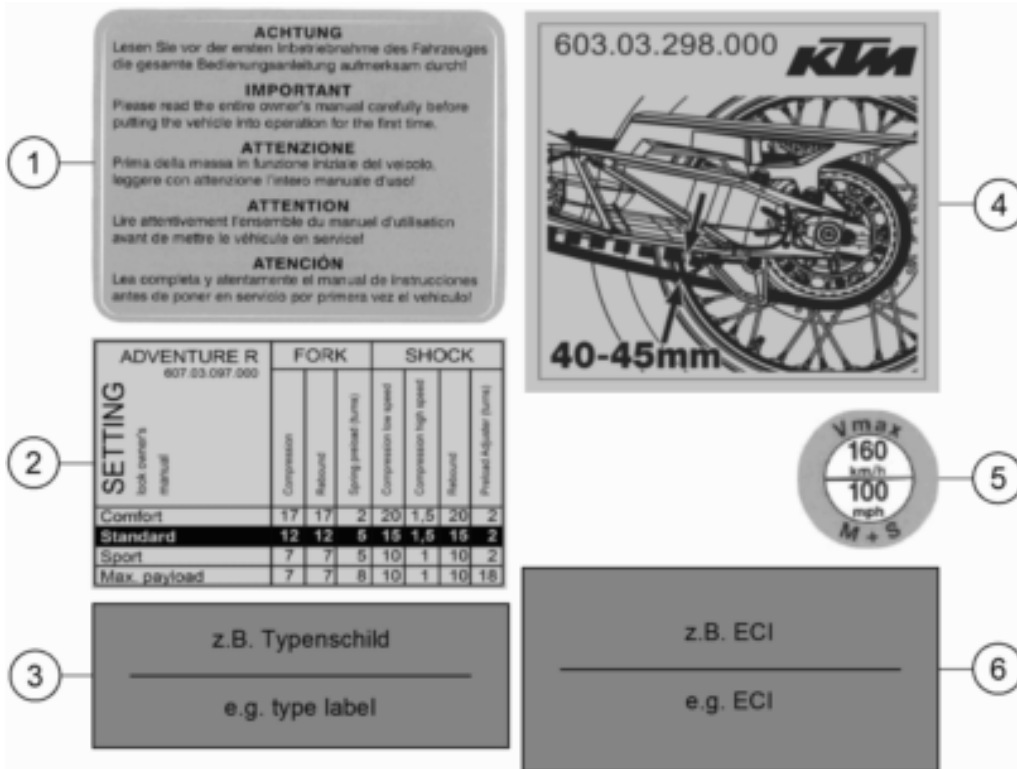 ACHTUNG
Lesen Sie vor der ersten Inbetriebnahme des Fahrzeuges
die gesamte Bedienungsanleitung aufmerksam durch!
IMPORTANT
Please read the entire owner's manual carefully before
putting the vehicle into operation for the first time.
ATTENZIONE
Prima della massa in funzione iniziale del veicolo,
leggere con attenzione l'intero manuale d'uso!
ATTENTION
Lire attentivement l'ensemble du manuel d'utilisation
avant de mettre le véhicule en service!
ATENCIÓN
Lea completa y atentamente el manual de instrucciones
antes de poner en servicio por primera vez el vehículo!
1
ADVENTURE R FORK SHOCK
607.03.097.000
SETTING
look owner's
manual
Compression
Rebound
Spring preload (turns)
Compression low speed
Compression high speed
Rebound
Preload Adjuster (turns)
Comfort 17 17 2 20 1,5 20 2
Standard 12 12 5 15 1,5 15 2
Sport 7 7 5 10 1 10 2
Max. payload 7 7 8 10 1 10 18
2
z.B. Typenschild
e.g. type label
3
603.03.298.000 KTM
40-45mm
4
Vmax
160
km/h
100
mph
M + S
5
z.B. ECI
e.g. ECI
6